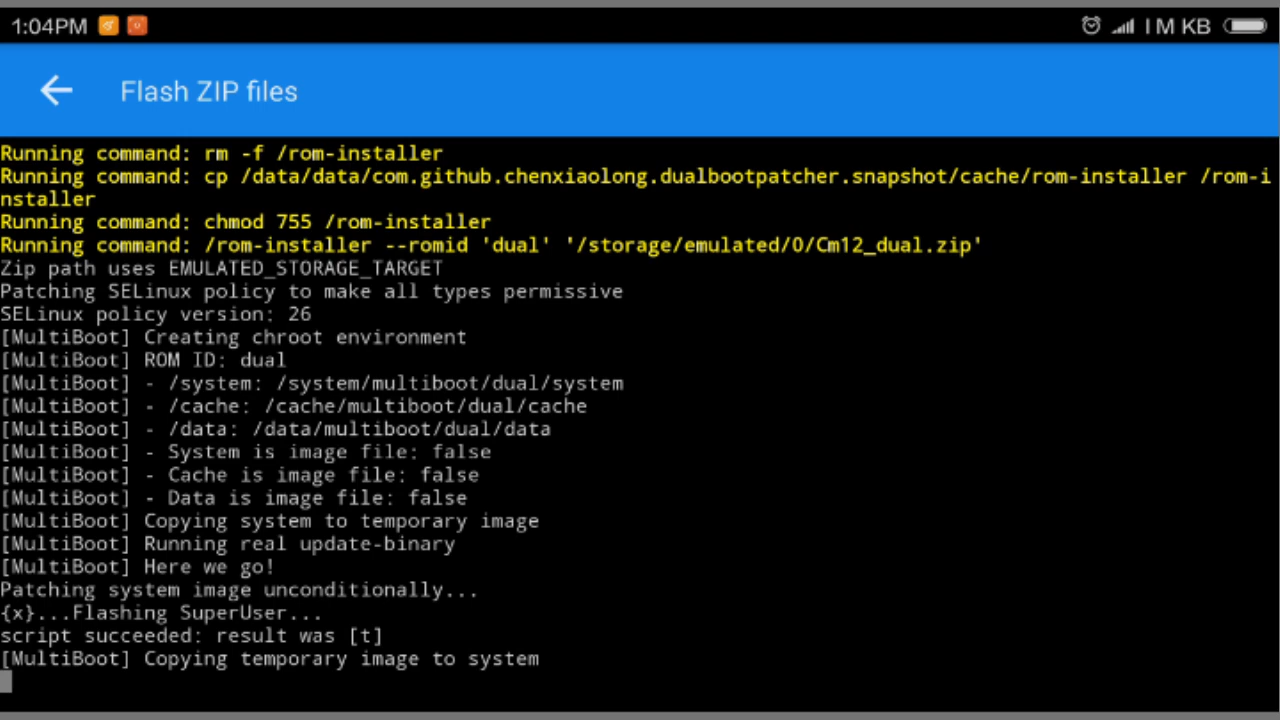 1:04PM
1 M KB
Flash ZIP files
Running command: rm -f /rom-installer
Running command: cp /data/data/com.github.chenxiaolong.dualbootpatcher.snapshot/cache/rom-installer /rom-i
nstaller
Running command: chmod 755 /rom-installer
Running command: /rom-installer --romid 'dual' '/storage/emulated/0/Cm12_dual.zip'
Zip path uses EMULATED_STORAGE_TARGET
Patching SELinux policy to make all types permissive
SELinux policy version: 26
[MultiBoot] Creating chroot environment
[MultiBoot] ROM ID: dual
[MultiBoot] - /system: /system/multiboot/dual/system
[MultiBoot] - /cache: /cache/multiboot/dual/cache
[MultiBoot] - /data: /data/multiboot/dual/data
[MultiBoot] - System is image file: false
[MultiBoot] - Cache is image file: false
[MultiBoot] - Data is image file: false
[MultiBoot] Copying system to temporary image
[MultiBoot] Running real update-binary
[MultiBoot] Here we go!
Patching system image unconditionally...
{x}...Flashing SuperUser...
script succeeded: result was [t]
[MultiBoot] Copying temporary image to system